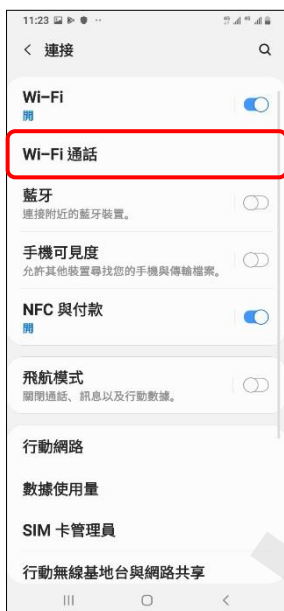 11:23
連接
Wi-Fi
開
Wi-Fi 通話
藍牙
連接附近的藍牙裝置。
手機可見度
允許其他裝置尋找您的手機與傳輸檔案。
NFC 與付款
開
飛航模式
關閉通話、訊息以及行動數據。
行動網路
數據使用量
SIM 卡管理員
行動無線基地台與網路共享